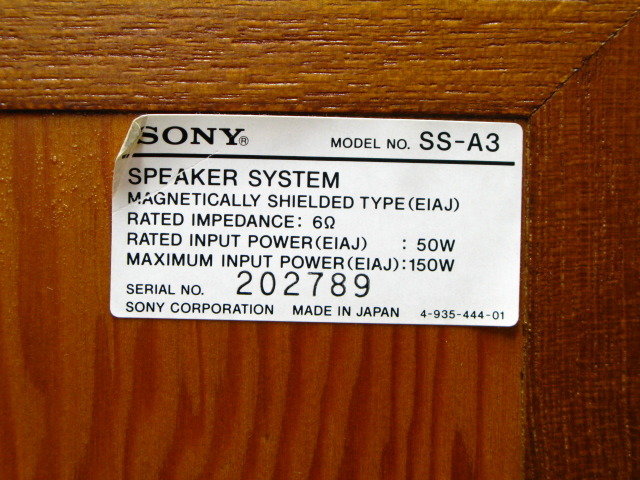 SONY® MODEL NO. SS-A3
SPEAKER SYSTEM
MAGNETICALLY SHIELDED TYPE(EIAJ)
RATED IMPEDANCE: 6Ω
RATED INPUT POWER(EIAJ) : 50W
MAXIMUM INPUT POWER(EIAJ):150W
SERIAL NO. 202789
SONY CORPORATION MADE IN JAPAN 4-935-444-01